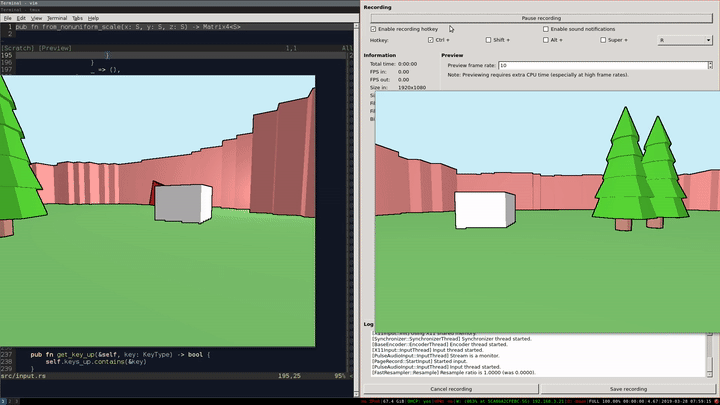 Terminal - vim
Terminal - tmux
File Edit View Terminal Tabs Help
1 pub fn from_nonuniform_scale(x: S, y: S, z: S) -> Matrix4<S>
2
[Scratch] [Preview] 1,1 All
195 }
196 }
197 _ => (),
237 pub fn get_key_up(&self, key: KeyType) -> bool {
238 self.keys_up.contains(&key)
239 }
src/input.rs 195,25 95%
Recording
Pause recording
Enable recording hotkey
Enable sound notifications
Hotkey: Ctrl + Shift + Alt + Super + R
Information
Total time: 0:00:00
FPS in: 0.00
FPS out: 0.00
Size in: 1920x1080
Preview
Preview frame rate: 10
Note: Previewing requires extra CPU time (especially at high frame rates).
Log
[Synchronizer::SynchronizerThread] Synchronizer thread started.
[BaseEncoder::EncoderThread] Encoder thread started.
[X11Input::InputThread] Input thread started.
[PulseAudioInput::InputThread] Stream is a monitor.
[PageRecord::StartInput] Started input.
[PulseAudioInput::InputThread] Input thread started.
[FastResampler::Resample] Resample ratio is 1.0000 (was 0.0000).
Cancel recording
Save recording